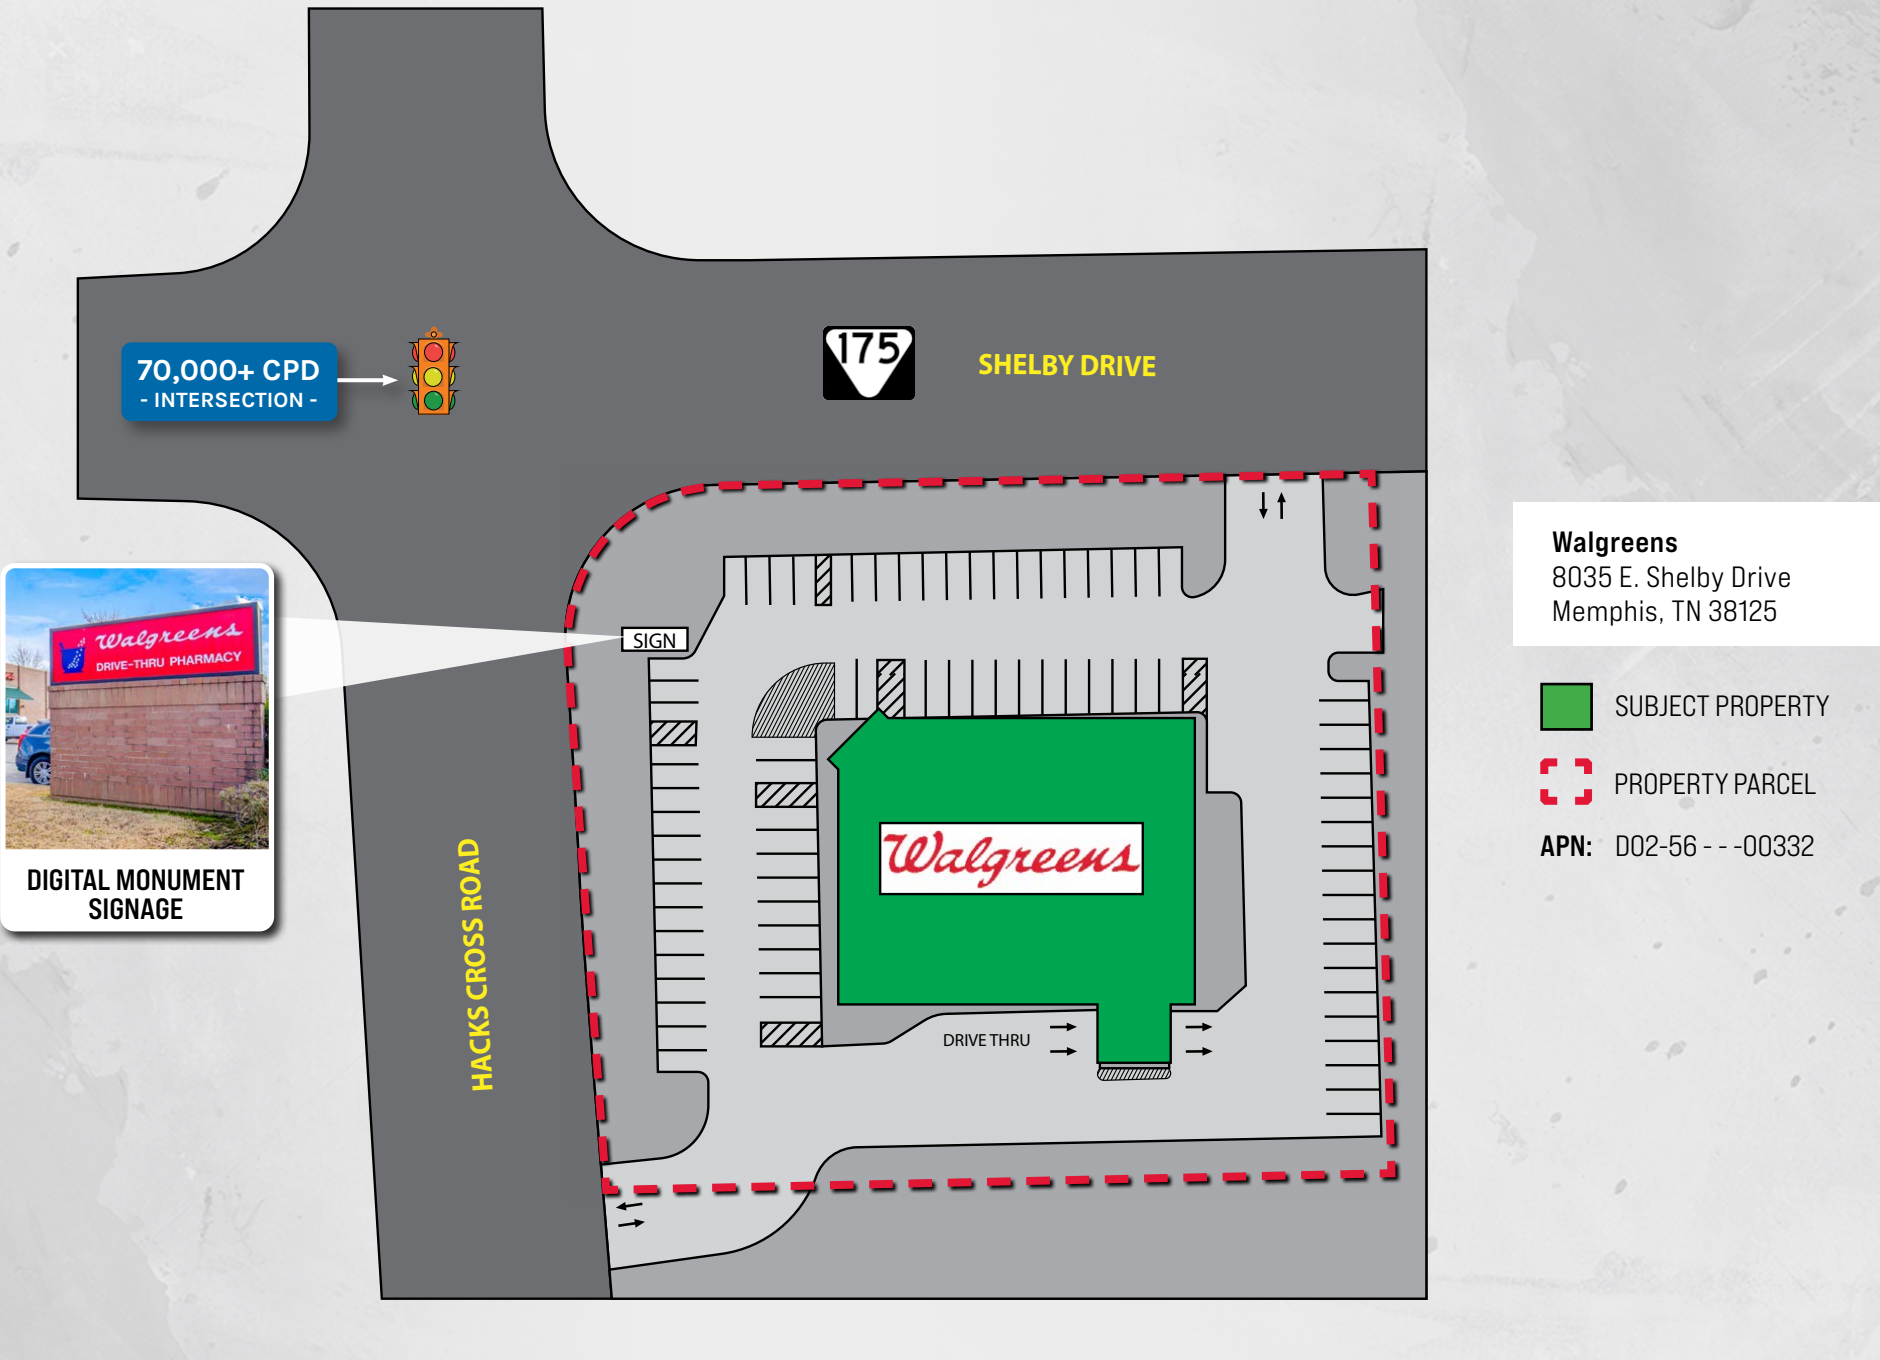 175
SHELBY DRIVE
70,000+ CPD
- INTERSECTION -
Walgreens
8035 E. Shelby Drive
Memphis, TN 38125
SIGN
Walgreens
DRIVE-THRU PHARMACY
DIGITAL MONUMENT
SIGNAGE
SUBJECT PROPERTY
PROPERTY PARCEL
APN: D02-56 - - -00332
Walgreens
HACKS CROSS ROAD
DRIVE THRU